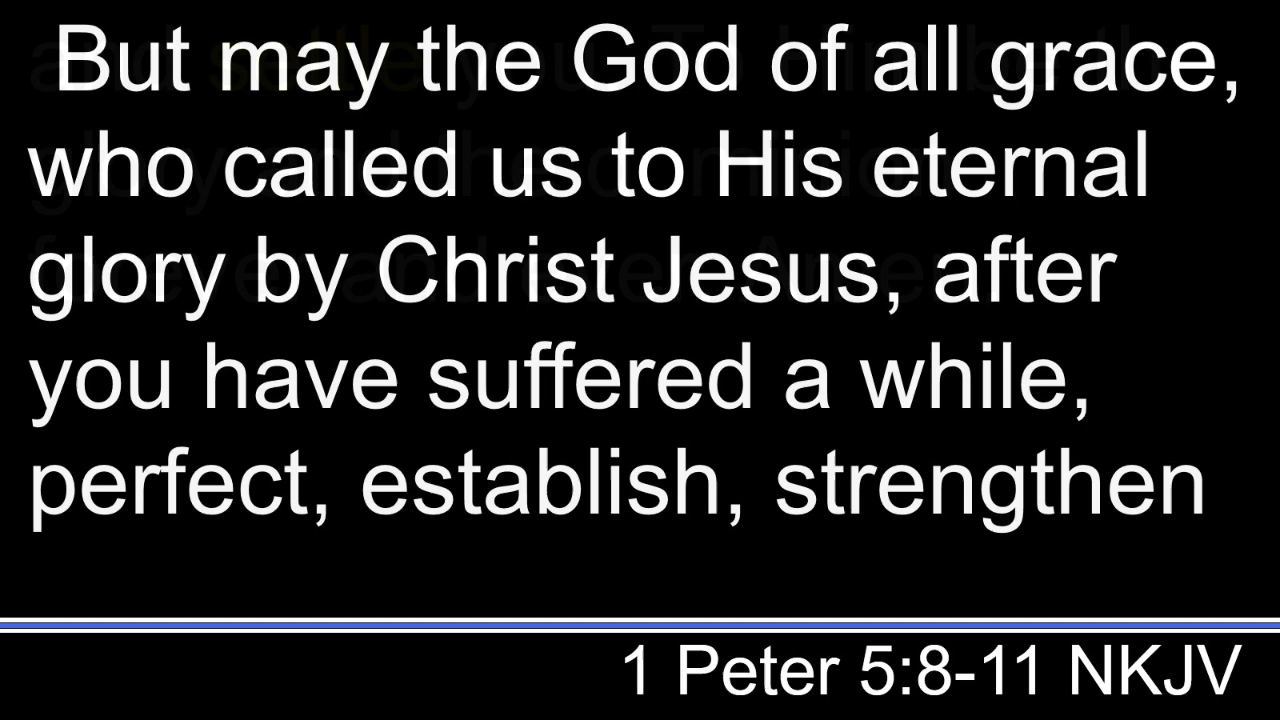 But may the God of all grace,
who called us to His eternal
glory by Christ Jesus, after
you have suffered a while,
perfect, establish, strengthen
1 Peter 5:8-11 NKJV